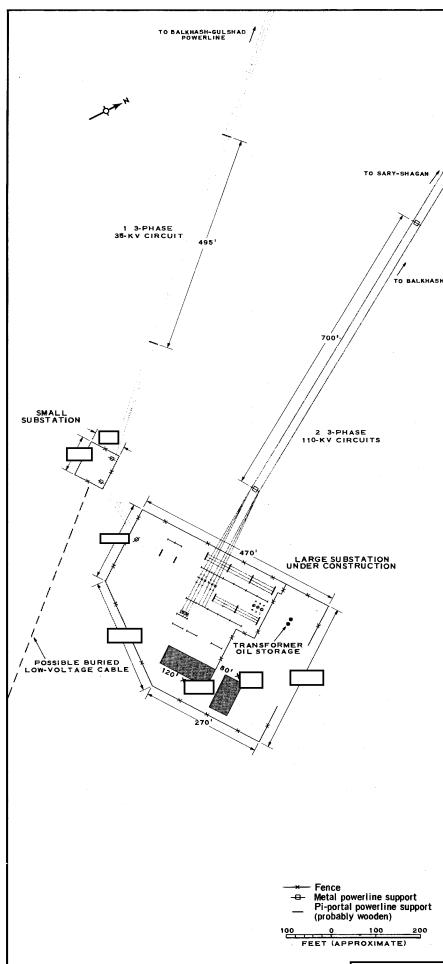 TO BALKHASH-GULSHAD
POWERLINE
N
TO SARY-SHAGAN
1 3-PHASE
35-KV CIRCUIT
495'
TO BALKHASH
700'
SMALL
SUBSTATION
2 3-PHASE
110-KV CIRCUITS
470'
LARGE SUBSTATION
UNDER CONSTRUCTION
TRANSFORMER
OIL STORAGE
POSSIBLE BURIED
LOW-VOLTAGE CABLE
120'
80'
270'
Fence
Metal powerline support
Pi-portal powerline support
(probably wooden)
100 0 100 200
FEET (APPROXIMATE)